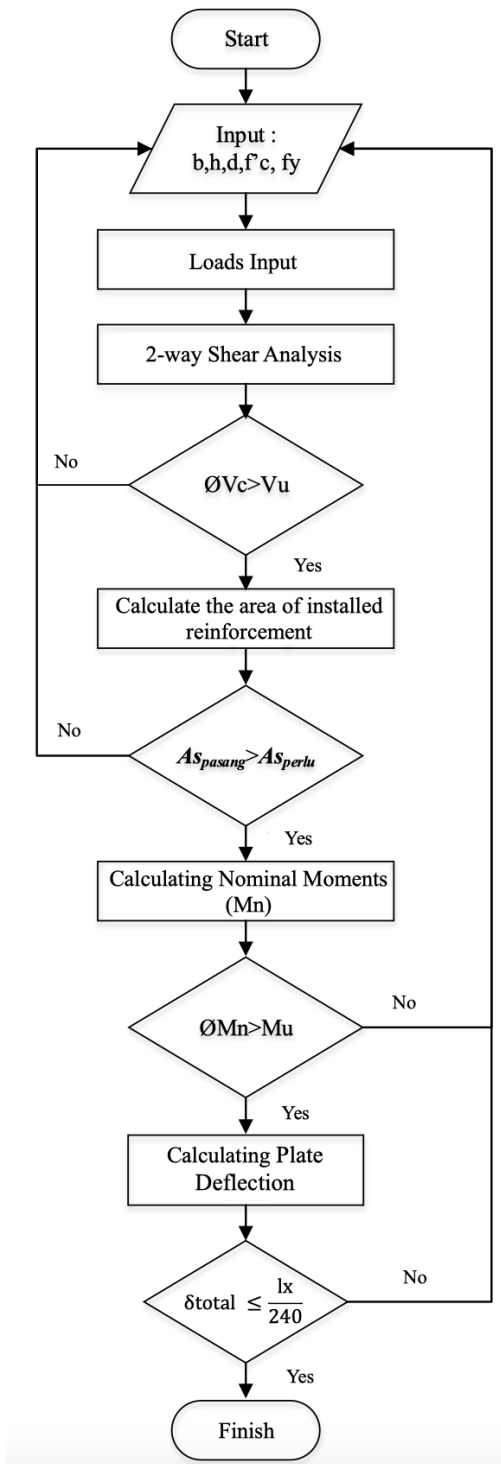 Start
Input :
b,h,d,f’c, fy
Loads Input
2-way Shear Analysis
No
ØVc>Vu
Yes
Calculate the area of installed
reinforcement
No
As_pasang>As_perlu
Yes
Calculating Nominal Moments
(Mn)
No
ØMn>Mu
Yes
Calculating Plate
Deflection
No
δtotal ≤ lx/240
Yes
Finish